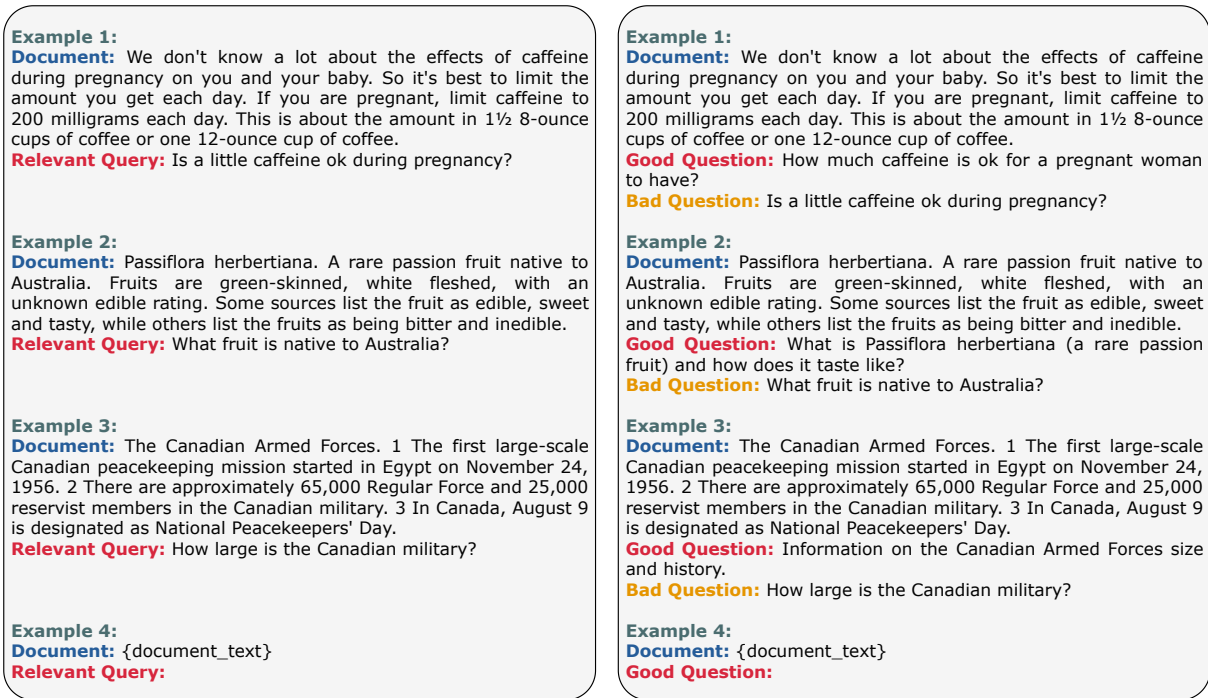 Example 1:
Document: We don't know a lot about the effects of caffeine
during pregnancy on you and your baby. So it's best to limit the
amount you get each day. If you are pregnant, limit caffeine to
200 milligrams each day. This is about the amount in 1½ 8-ounce
cups of coffee or one 12-ounce cup of coffee.
Relevant Query: Is a little caffeine ok during pregnancy?
Example 2:
Document: Passiflora herbertiana. A rare passion fruit native to
Australia. Fruits are green-skinned, white fleshed, with an
unknown edible rating. Some sources list the fruit as edible, sweet
and tasty, while others list the fruits as being bitter and inedible.
Relevant Query: What fruit is native to Australia?
Example 3:
Document: The Canadian Armed Forces. 1 The first large-scale
Canadian peacekeeping mission started in Egypt on November 24,
1956. 2 There are approximately 65,000 Regular Force and 25,000
reservist members in the Canadian military. 3 In Canada, August 9
is designated as National Peacekeepers' Day.
Relevant Query: How large is the Canadian military?
Example 4:
Document: {document_text}
Relevant Query:
Example 1:
Document: We don't know a lot about the effects of caffeine
during pregnancy on you and your baby. So it's best to limit the
amount you get each day. If you are pregnant, limit caffeine to
200 milligrams each day. This is about the amount in 1½ 8-ounce
cups of coffee or one 12-ounce cup of coffee.
Good Question: How much caffeine is ok for a pregnant woman
to have?
Bad Question: Is a little caffeine ok during pregnancy?
Example 2:
Document: Passiflora herbertiana. A rare passion fruit native to
Australia. Fruits are green-skinned, white fleshed, with an
unknown edible rating. Some sources list the fruit as edible, sweet
and tasty, while others list the fruits as being bitter and inedible.
Good Question: What is Passiflora herbertiana (a rare passion
fruit) and how does it taste like?
Bad Question: What fruit is native to Australia?
Example 3:
Document: The Canadian Armed Forces. 1 The first large-scale
Canadian peacekeeping mission started in Egypt on November 24,
1956. 2 There are approximately 65,000 Regular Force and 25,000
reservist members in the Canadian military. 3 In Canada, August 9
is designated as National Peacekeepers' Day.
Good Question: Information on the Canadian Armed Forces size
and history.
Bad Question: How large is the Canadian military?
Example 4:
Document: {document_text}
Good Question: